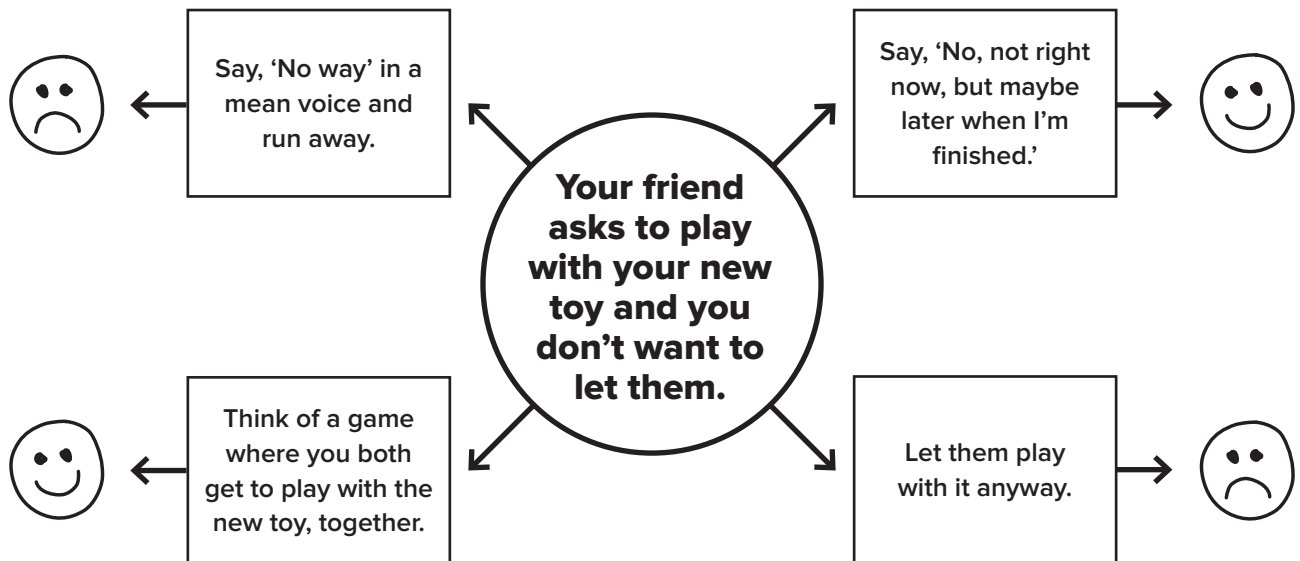 Say, ‘No way’ in a
mean voice and
run away.
Say, ‘No, not right
now, but maybe
later when I’m
finished.’
Your friend
asks to play
with your new
toy and you
don’t want to
let them.
Think of a game
where you both
get to play with the
new toy, together.
Let them play
with it anyway.